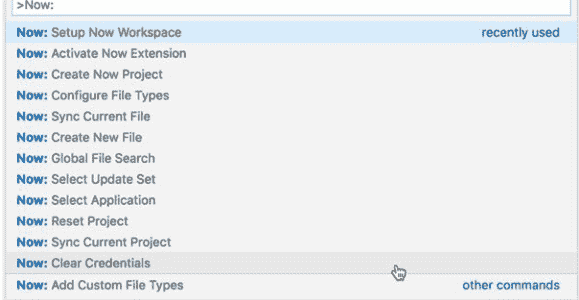 >Now:
Now: Setup Now Workspace recently used
Now: Activate Now Extension
Now: Create Now Project
Now: Configure File Types
Now: Sync Current File
Now: Create New File
Now: Global File Search
Now: Select Update Set
Now: Select Application
Now: Reset Project
Now: Sync Current Project
Now: Clear Credentials
Now: Add Custom File Types other commands